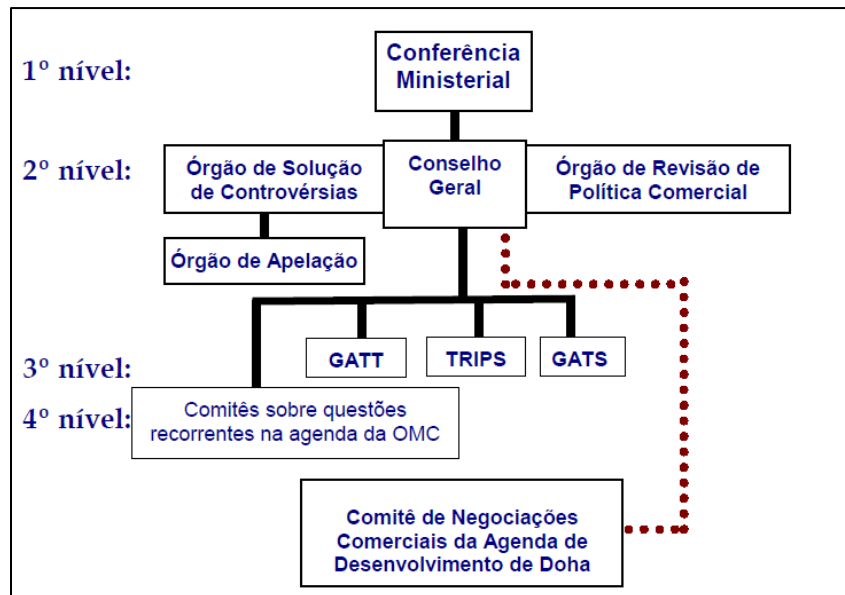 1º nível:
Conferência
Ministerial
2º nível:
Órgão de Solução
de Controvérsias
Conselho
Geral
Órgão de Revisão de
Política Comercial
Órgão de Apelação
3º nível:
GATT
TRIPS
GATS
4º nível:
Comitês sobre questões
recorrentes na agenda da OMC
Comitê de Negociações
Comerciais da Agenda de
Desenvolvimento de Doha